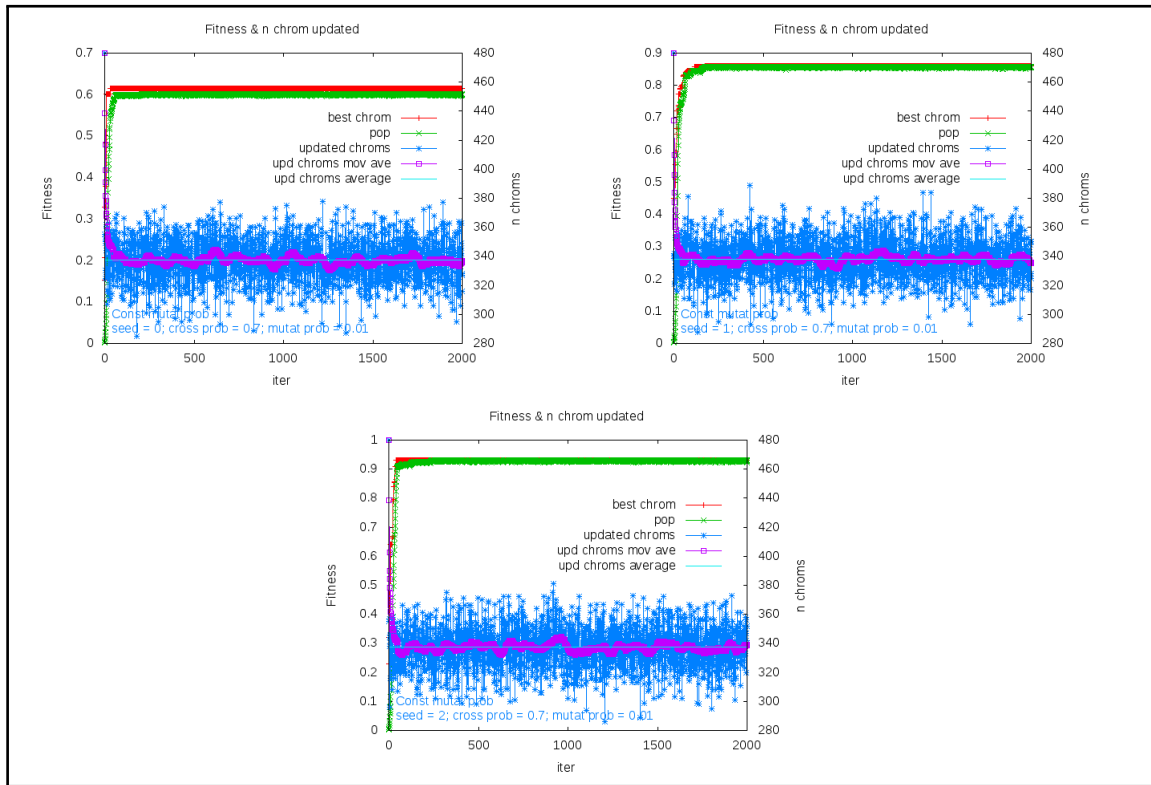 Fitness & n chrom updated
0.7
0.6
0.5
0.4
0.3
0.2
0.1
0
Fitness
480
460
440
420
400
380
360
340
320
300
280
n chroms
best chrom
pop
updated chroms
upd chroms mov ave
upd chroms average
Const mutat prob
seed = 0; cross prob = 0.7; mutat prob = 0.01
0 500 1000 1500 2000
iter
Fitness & n chrom updated
0.9
0.8
0.7
0.6
0.5
0.4
0.3
0.2
0.1
0
Fitness
480
460
440
420
400
380
360
340
320
300
280
n chroms
best chrom
pop
updated chroms
upd chroms mov ave
upd chroms average
Const mutat prob
seed = 1; cross prob = 0.7; mutat prob = 0.01
0 500 1000 1500 2000
iter
Fitness & n chrom updated
1
0.9
0.8
0.7
0.6
0.5
0.4
0.3
0.2
0.1
0
Fitness
480
460
440
420
400
380
360
340
320
300
280
n chroms
best chrom
pop
updated chroms
upd chroms mov ave
upd chroms average
Const mutat prob
seed = 2; cross prob = 0.7; mutat prob = 0.01
0 500 1000 1500 2000
iter